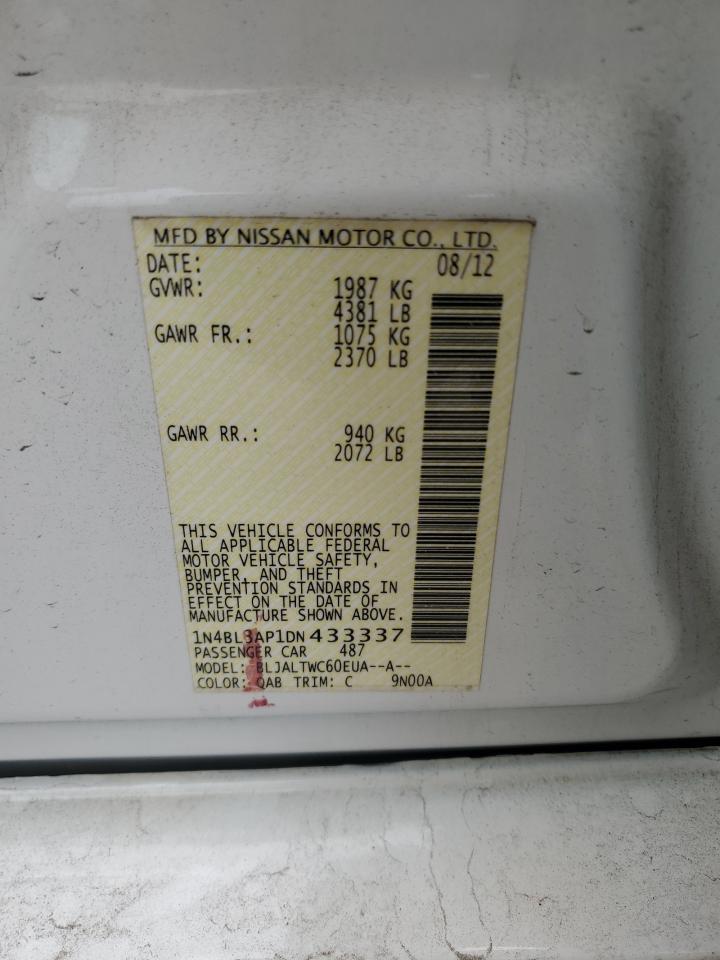 MFD BY NISSAN MOTOR CO., LTD.
DATE: 08/12
GVWR: 1987 KG
4381 LB
GAWR FR.: 1075 KG
2370 LB
GAWR RR.: 940 KG
2072 LB
THIS VEHICLE CONFORMS TO
ALL APPLICABLE FEDERAL
MOTOR VEHICLE SAFETY,
BUMPER, AND THEFT
PREVENTION STANDARDS IN
EFFECT ON THE DATE OF
MANUFACTURE SHOWN ABOVE.
1N4BL3AP1DN433337
PASSENGER CAR 487
MODEL: BLJALTWC60EUA--A--
COLOR: QAB TRIM: C 9N00A